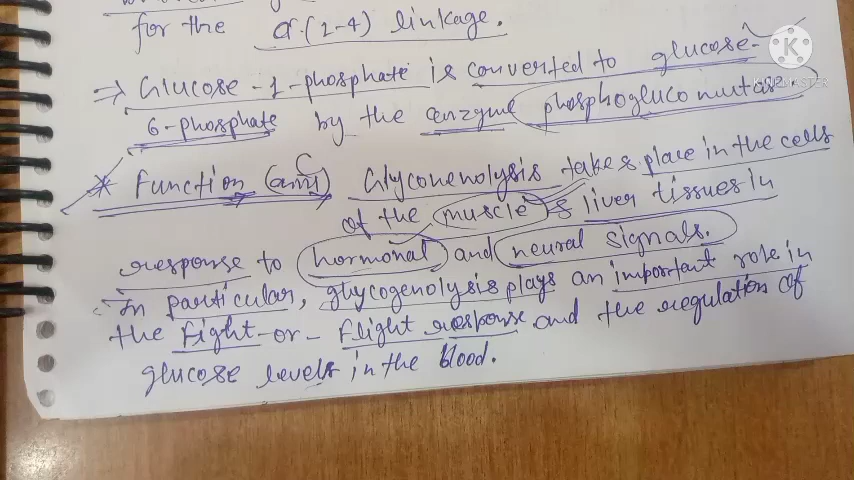 for the α.(1-4) linkage.
⇒ Glucose-1-phosphate is converted to glucose-
6-phosphate by the enzyme phosphogluco mutase.
* Function (कार्य) Glyconenolysis takes place in the cells
of the muscle & liver tissues in
response to hormonal and neural signals.
In particular, glycogenolysis plays an important role in
the fight-or-flight response and the regulation of
glucose levels in the blood.
K
KINEMASTER